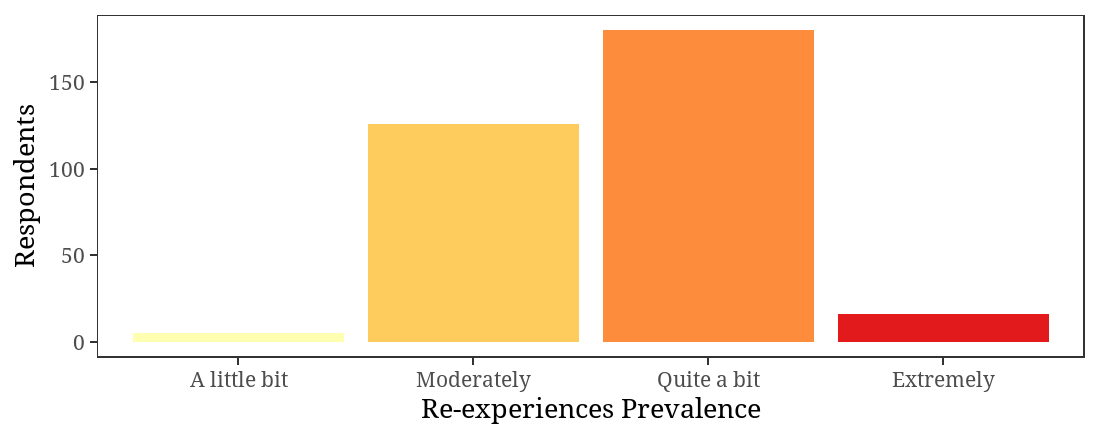 Respondents
150
100
50
0
A little bit
Moderately
Quite a bit
Extremely
Re-experiences Prevalence